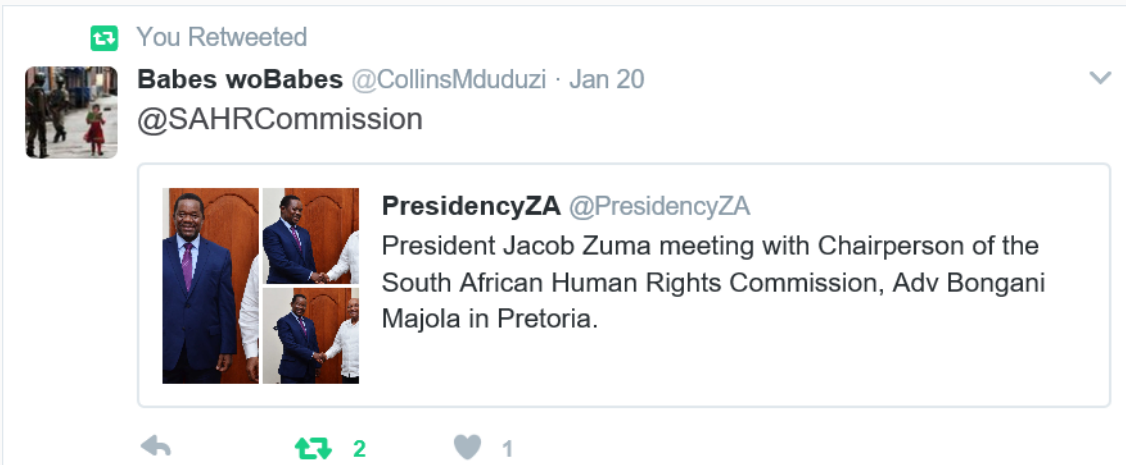 You Retweeted
Babes woBabes @CollinsMduduzi · Jan 20
@SAHRCommission
PresidencyZA @PresidencyZA
President Jacob Zuma meeting with Chairperson of the
South African Human Rights Commission, Adv Bongani
Majola in Pretoria.
2 1